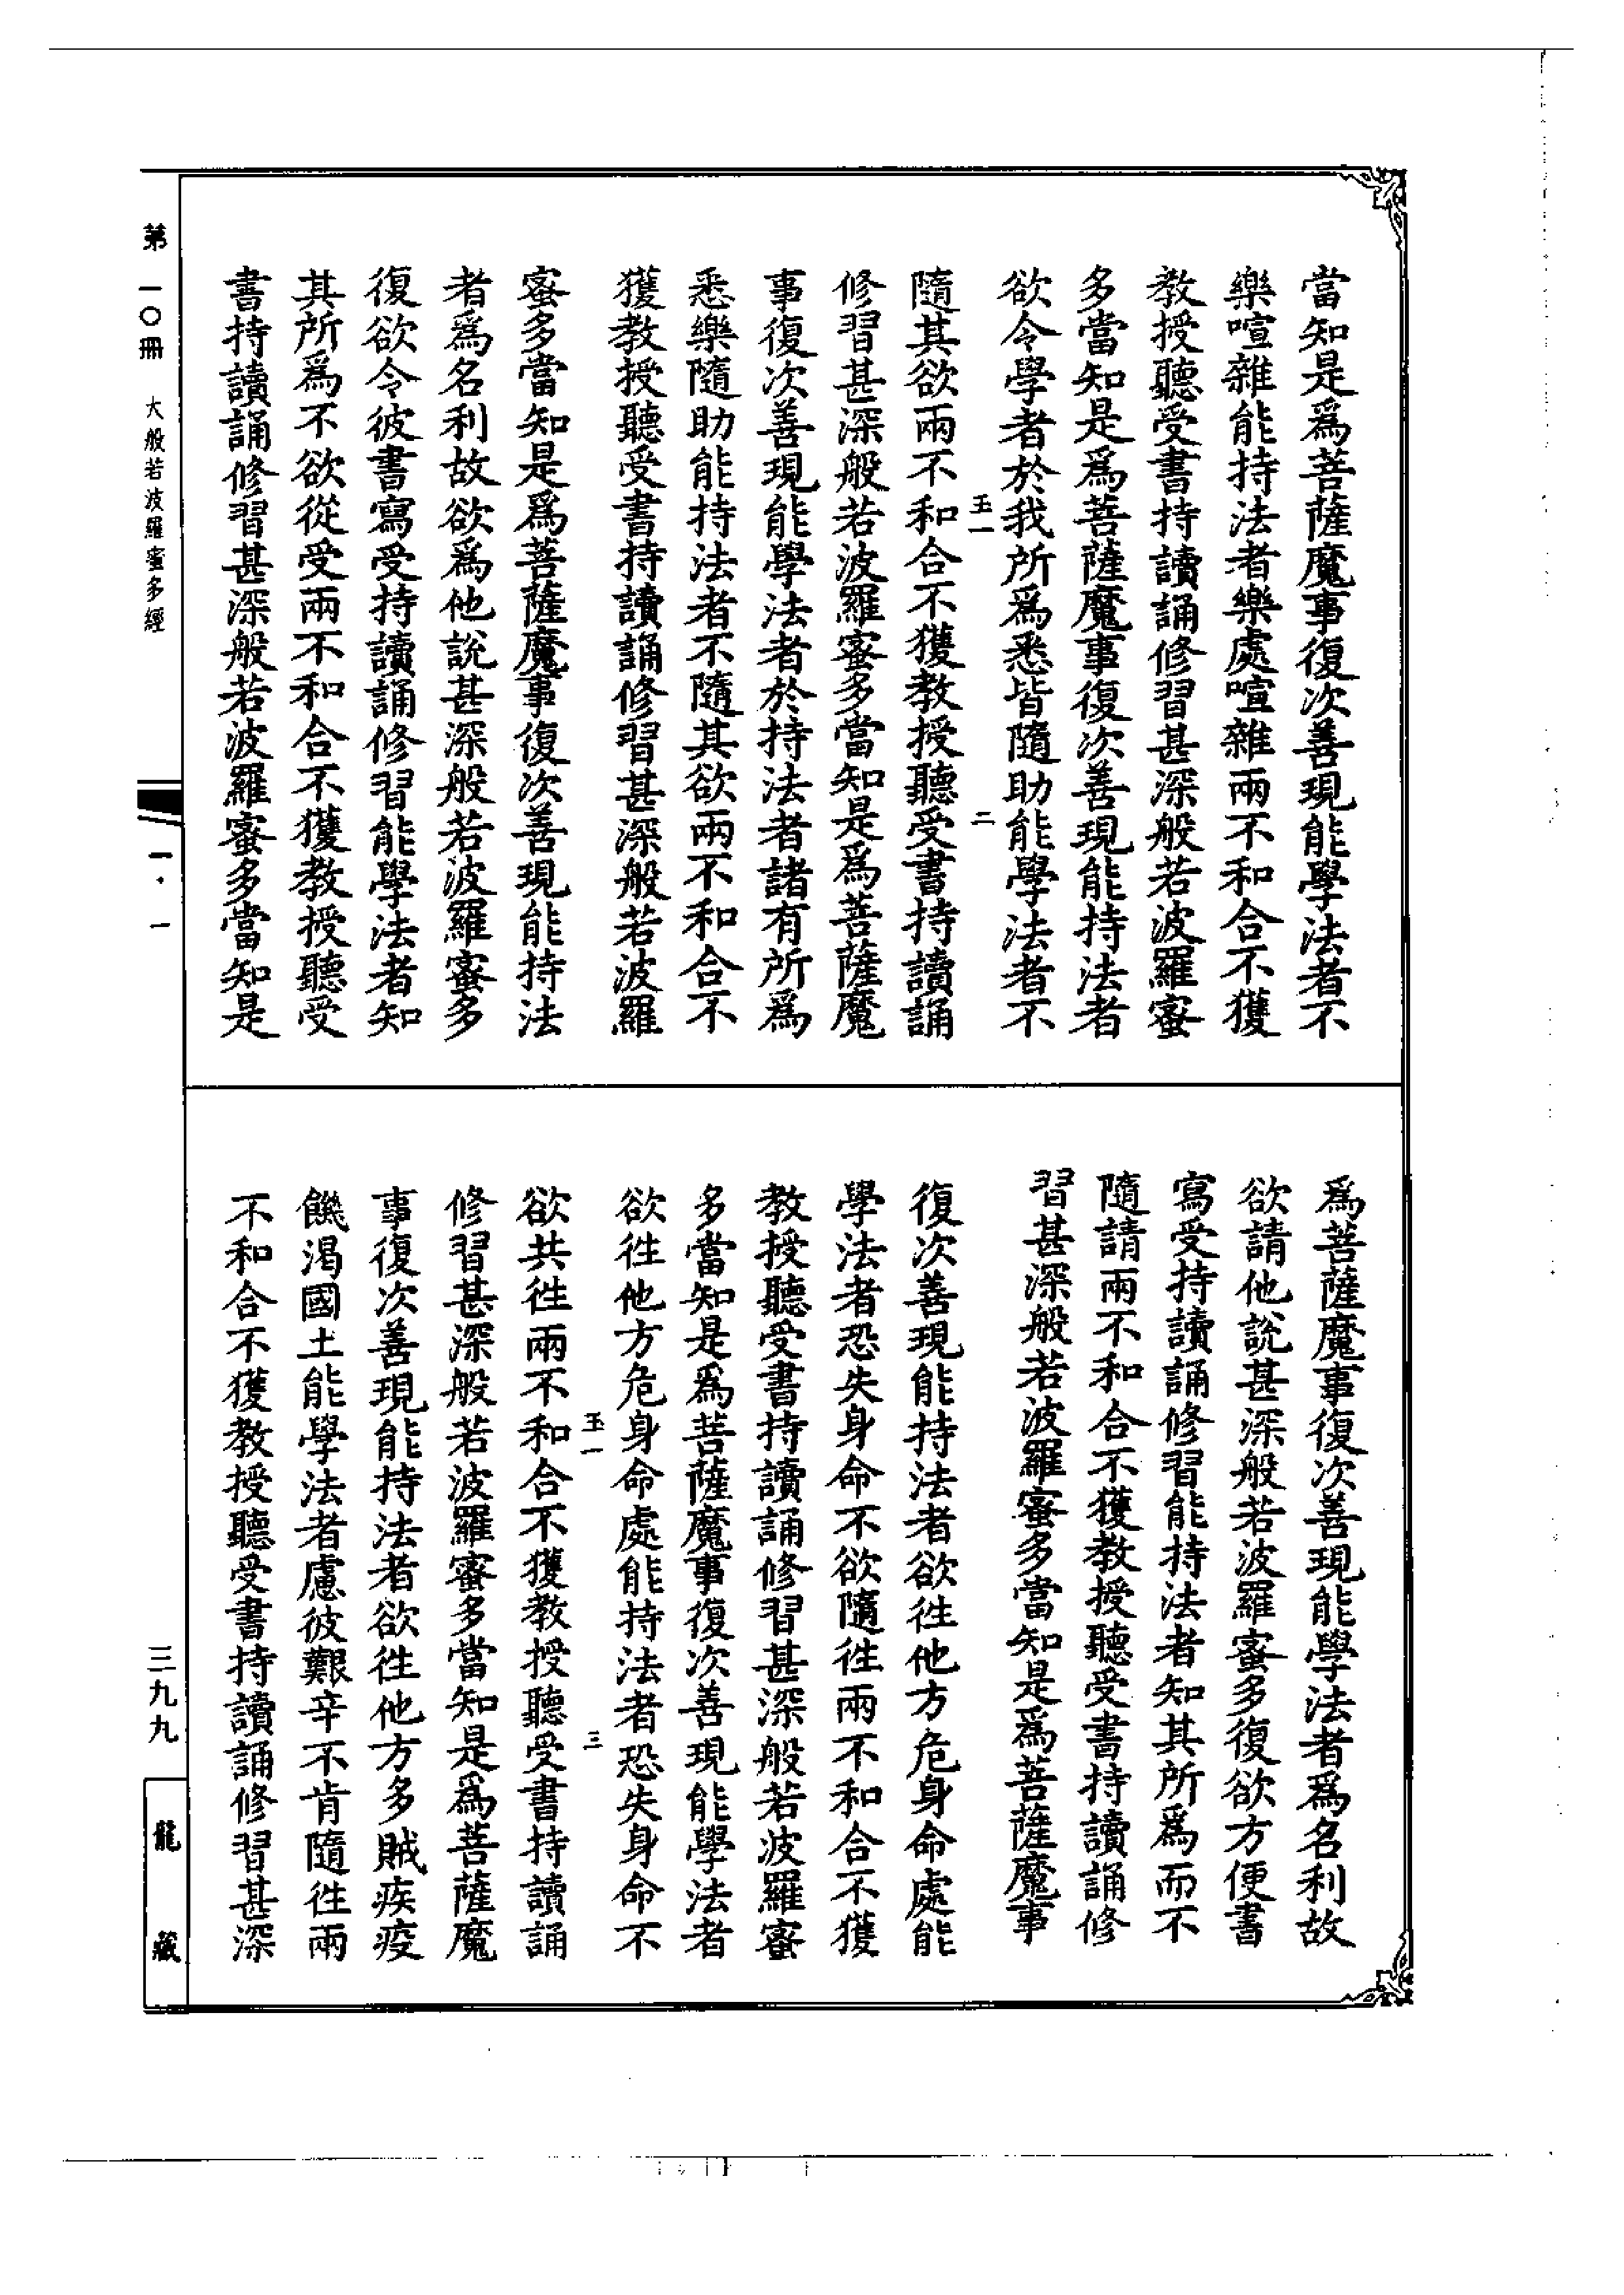 當知是爲菩薩魔事復次善現能學法者不
樂喧雜能持法者樂處喧雜兩不和合不獲
教授聽受書持讀誦修習甚深般若波羅蜜
多當知是爲菩薩魔事復次善現能持法者
欲令學者於我所爲悉皆隨助能學法者不
玉一 二
隨其欲兩不和合不獲教授聽受書持讀誦
修習甚深般若波羅蜜多當知是爲菩薩魔
事復次善現能學法者於持法者諸有所爲
悉樂隨助能持法者不隨其欲兩不和合不
獲教授聽受書持讀誦修習甚深般若波羅
蜜多當知是爲菩薩魔事復次善現能持法
者爲名利故欲爲他說甚深般若波羅蜜多
復欲令彼書寫受持讀誦修習能學法者知
其所爲不欲從受兩不和合不獲教授聽受
書持讀誦修習甚深般若波羅蜜多當知是
爲菩薩魔事復次善現能學法者爲名利故
欲請他說甚深般若波羅蜜多復欲方便書
寫受持讀誦修習能持法者知其所爲而不
隨請兩不和合不獲教授聽受書持讀誦修
習甚深般若波羅蜜多當知是爲菩薩魔事
復次善現能持法者欲往他方危身命處能
學法者恐失身命不欲隨往兩不和合不獲
教授聽受書持讀誦修習甚深般若波羅蜜
多當知是爲菩薩魔事復次善現能學法者
欲往他方危身命處能持法者恐失身命不
玉一 三
欲共往兩不和合不獲教授聽受書持讀誦
修習甚深般若波羅蜜多當知是爲菩薩魔
事復次善現能持法者欲往他方多賊疾疫
饑渴國土能學法者慮彼艱辛不肯隨往兩
不和合不獲教授聽受書持讀誦修習甚深
第一〇冊 大般若波羅蜜多經 一·一 三九九 龍藏